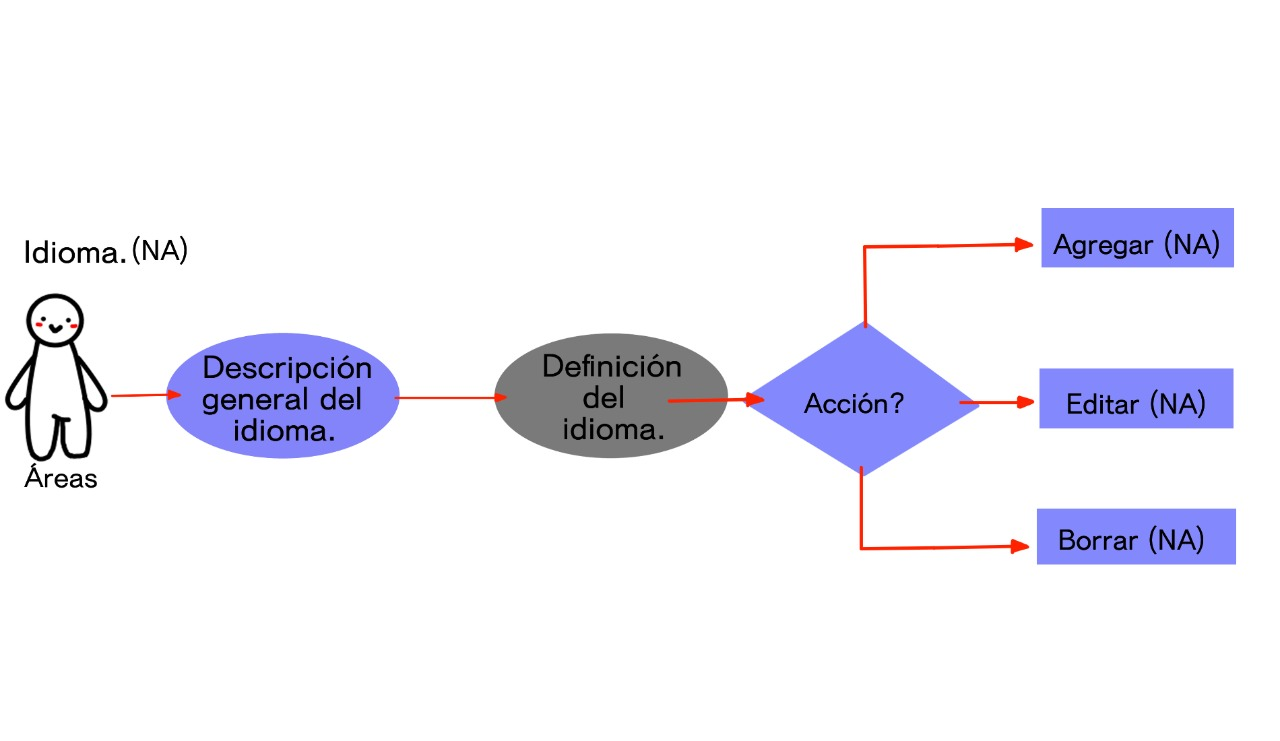 Idioma. (NA)
Áreas
Descripción
general del
idioma.
Definición
del
idioma.
Acción?
Agregar (NA)
Editar (NA)
Borrar (NA)